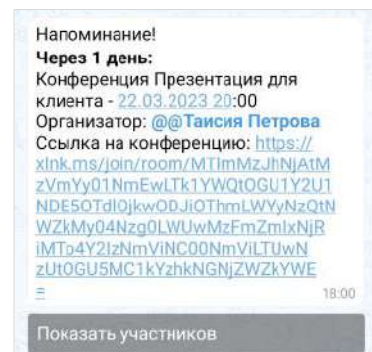 Напоминание!
Через 1 день:
Конференция Презентация для
клиента - 22.03.2023 20:00
Организатор: @@Таисия Петрова
Ссылка на конференцию: https://
xlnk.ms/join/room/MTImMzJhNjAtM
zVmYy01NmEwLTk1YWQtOGU1Y2U1
NDE5OTdlOjkwODJiOThmLWYyNzQtN
WZkMy04Nzg0LWUwMzFmZmIxNjR
iMTo4Y2IzNmViNC00NmViLTUwN
zUtOGU5MC1kYzhkNGNjZWZkYWE
=
18:00
Показать участников